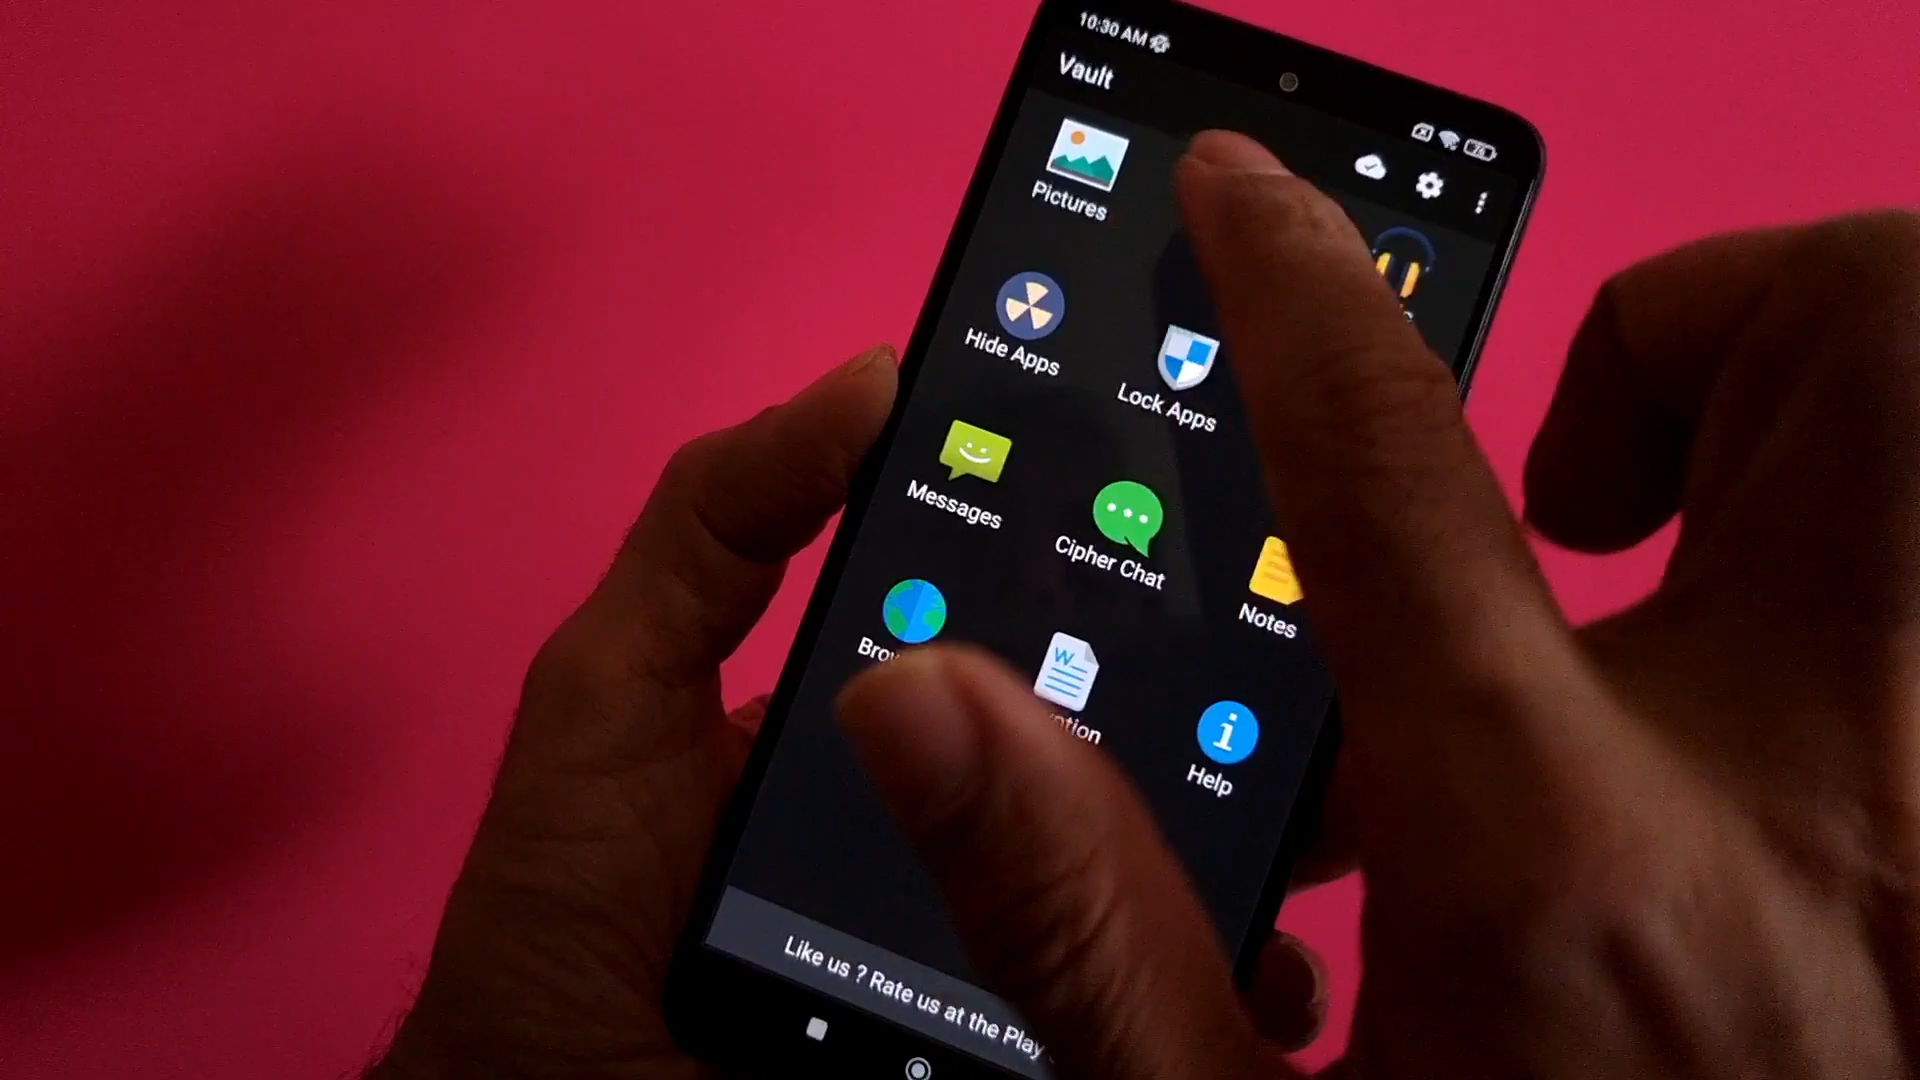 10:30 AM
76
Vault
Pictures
Hide Apps
Lock Apps
Messages
Cipher Chat
Notes
W
Help
Like us ? Rate us at the Play